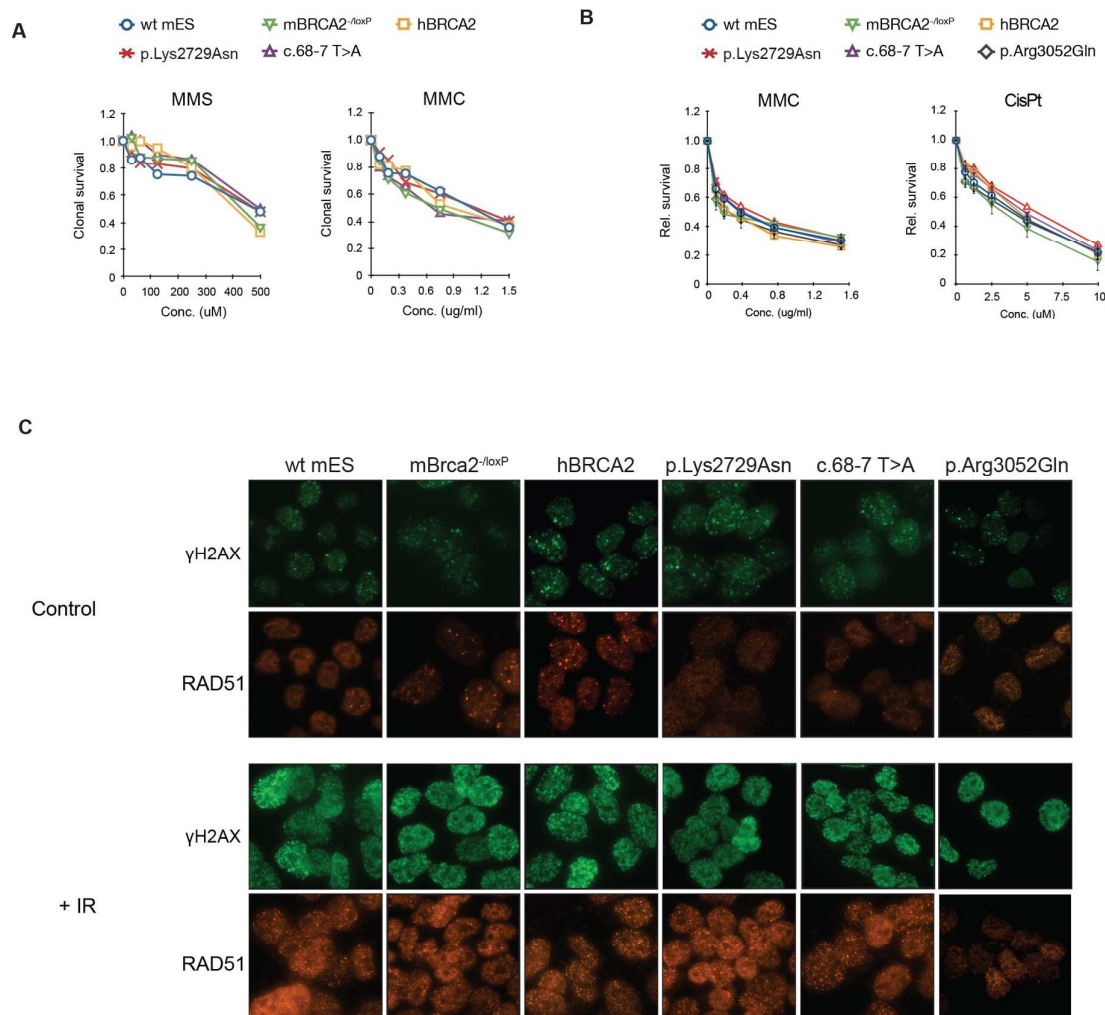 A
wt mES mBRCA2-/loxP hBRCA2
p.Lys2729Asn c.68-7 T>A
MMS
Clonal survival
1.2
1.0
0.8
0.6
0.4
0.2
0
0 100 200 300 400 500
Conc. (uM)
MMC
Clonal survival
1.2
1.0
0.8
0.6
0.4
0.2
0
0 0.3 0.6 0.9 1.2 1.5
Conc. (ug/ml)
B
wt mES mBRCA2-/loxP hBRCA2
p.Lys2729Asn c.68-7 T>A p.Arg3052Gln
MMC
Rel. survival
1.2
1.0
0.8
0.6
0.4
0.2
0
0 0.4 0.8 1.2 1.6
Conc. (ug/ml)
CisPt
Rel. survival
1.2
1.0
0.8
0.6
0.4
0.2
0
0 2.5 5 7.5 10
Conc. (uM)
C
wt mES mBrca2-/loxP hBRCA2 p.Lys2729Asn c.68-7 T>A p.Arg3052Gln
γH2AX
Control
RAD51
γH2AX
+ IR
RAD51